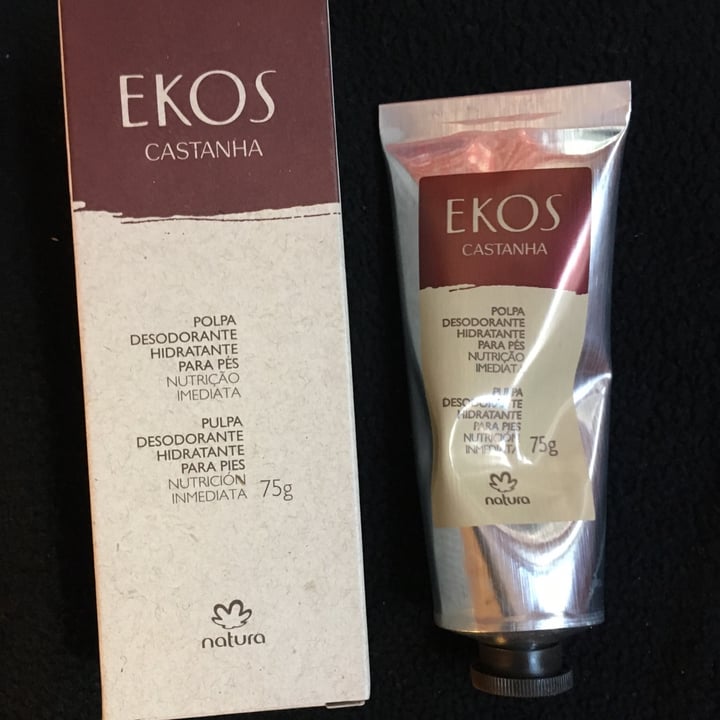 EKOS
CASTANHA
POLPA
DESODORANTE
HIDRATANTE
PARA PÉS
NUTRIÇÃO
IMEDIATA
PULPA
DESODORANTE
HIDRATANTE
PARA PIES
NUTRICIÓN
INMEDIATA 75g
natura
EKOS
CASTANHA
POLPA
DESODORANTE
HIDRATANTE
PARA PÉS
NUTRIÇÃO
IMEDIATA
PULPA
DESODORANTE
HIDRATANTE
PARA PIES
NUTRICIÓN
INMEDIATA 75g
natura